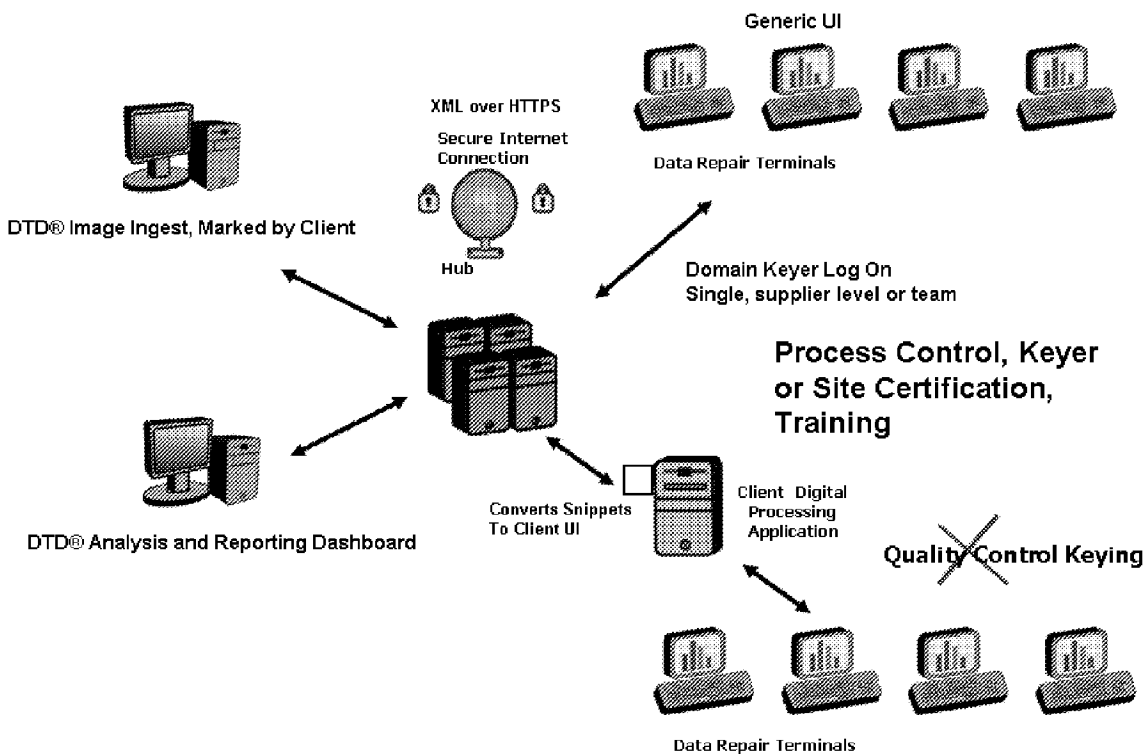 Generic UI
XML over HTTPS
Secure Internet
Connection
Data Repair Terminals
DTD® Image Ingest, Marked by Client
Hub
Domain Keyer Log On
Single, supplier level or team
Process Control, Keyer
or Site Certification,
Training
Converts Snippets
To Client UI
Client Digital
Processing
Application
DTD® Analysis and Reporting Dashboard
Quality Control Keying
Data Repair Terminals